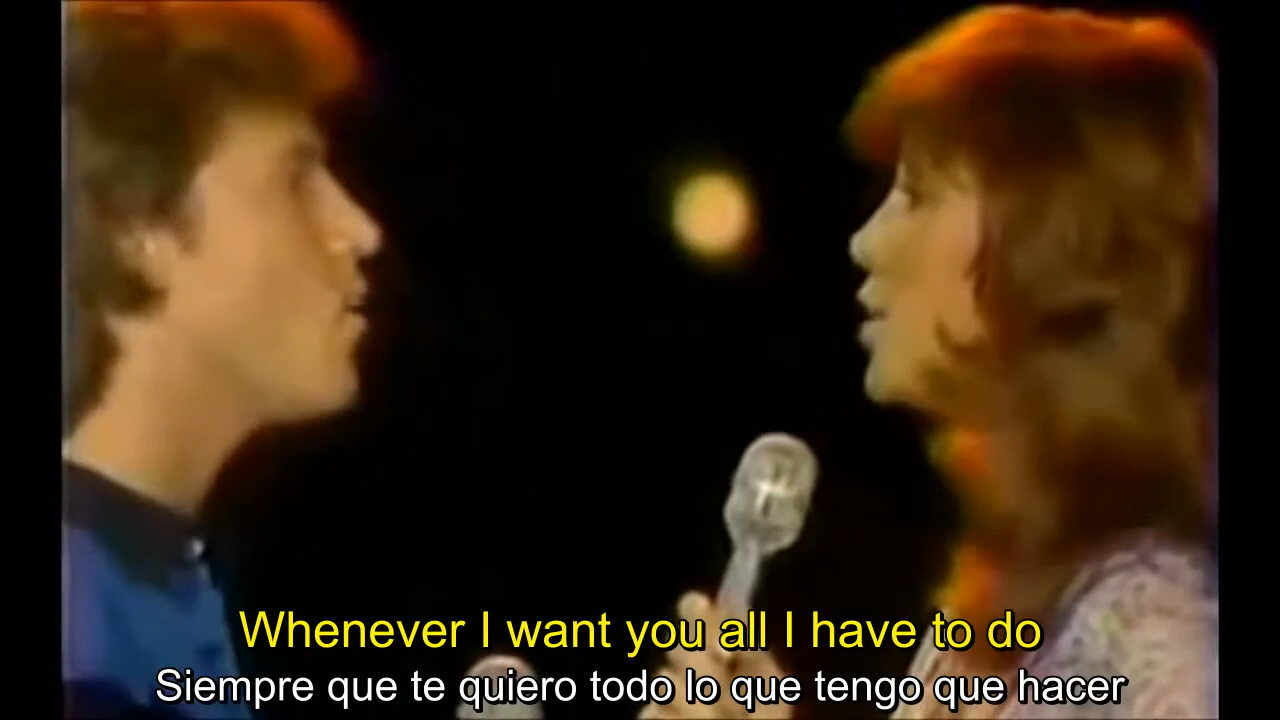 Whenever I want you all I have to do
Siempre que te quiero todo lo que tengo que hacer